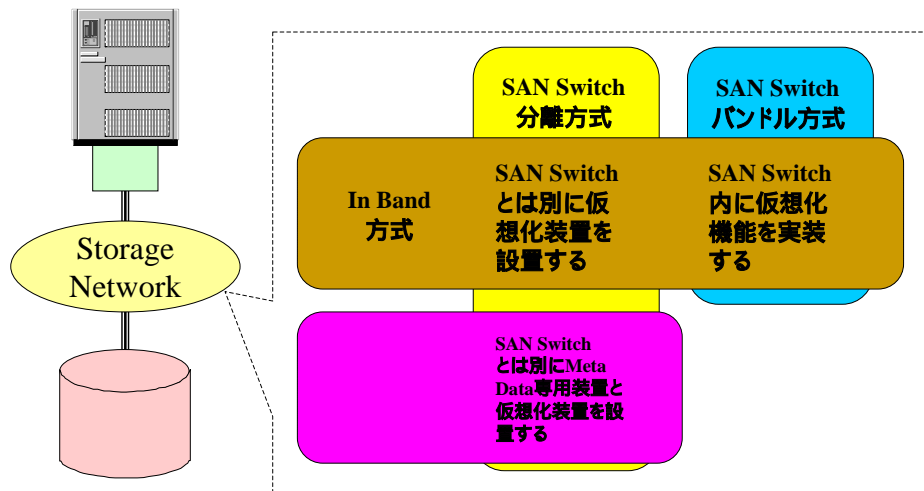 SAN Switch
分離方式
SAN Switch
バンドル方式
In Band
方式
SAN Switch
とは別に仮
想化装置を
設置する
SAN Switch
内に仮想化
機能を実装
する
Storage
Network
SAN Switch
とは別にMeta
Data専用装置と
仮想化装置を設
置する